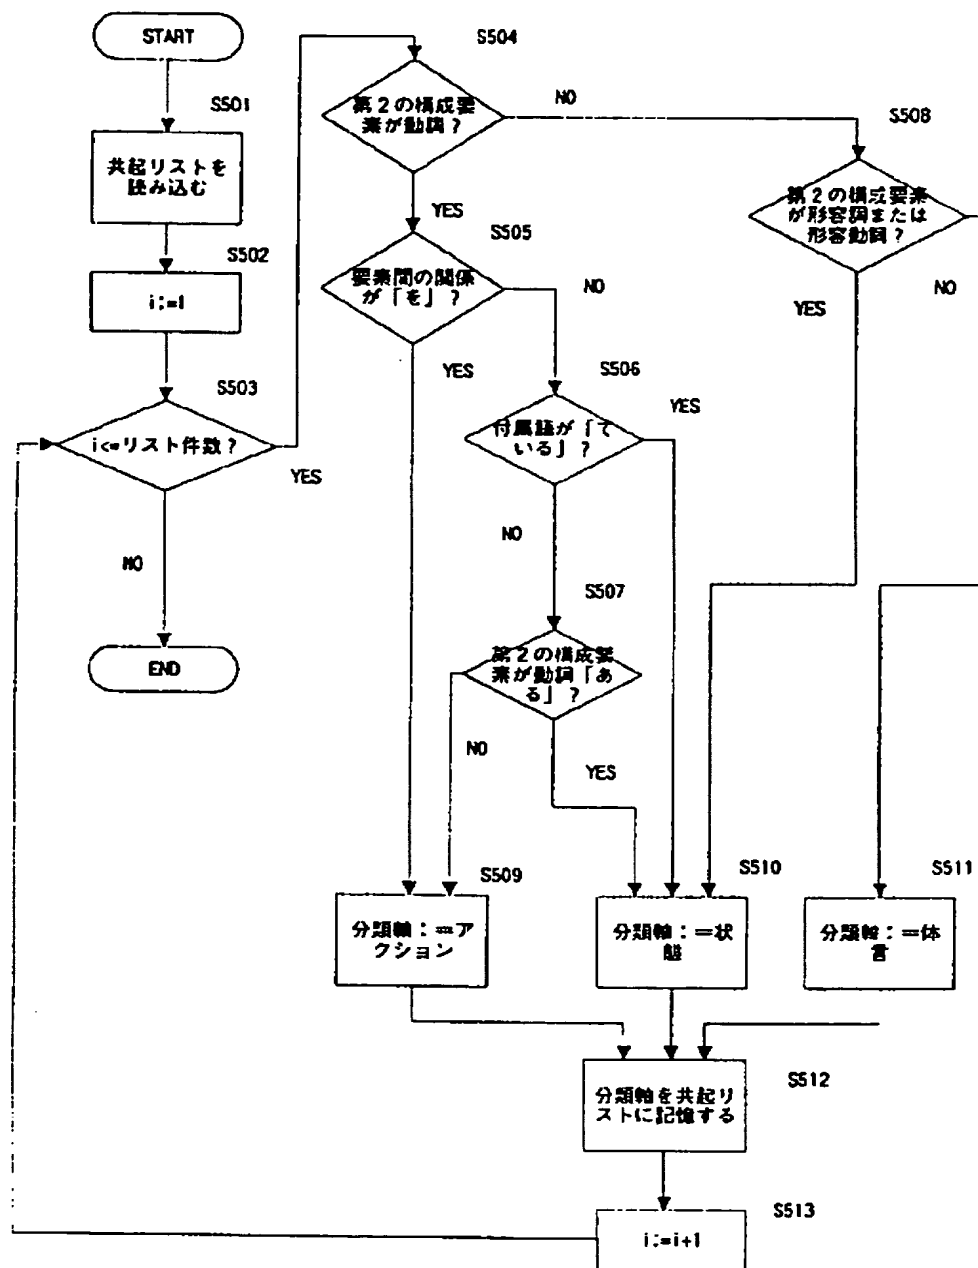 START
S501
共起リストを
読み込む
S502
i:=1
S503
i<=リスト件数?
YES
NO
END
S504
第2の構成要
素が動詞?
NO
YES
S505
要素間の関係
が「を」?
NO
YES
S506
付属語が「て
いる」?
YES
NO
S507
第2の構成要
素が動詞「あ
る」?
NO
YES
S508
第2の構成要素
が形容詞または
形容動詞?
YES
NO
S509
分類軸:=ア
クション
S510
分類軸:=状
態
S511
分類軸:=体
言
S512
分類軸を共起リ
ストに記憶する
S513
i:=i+1